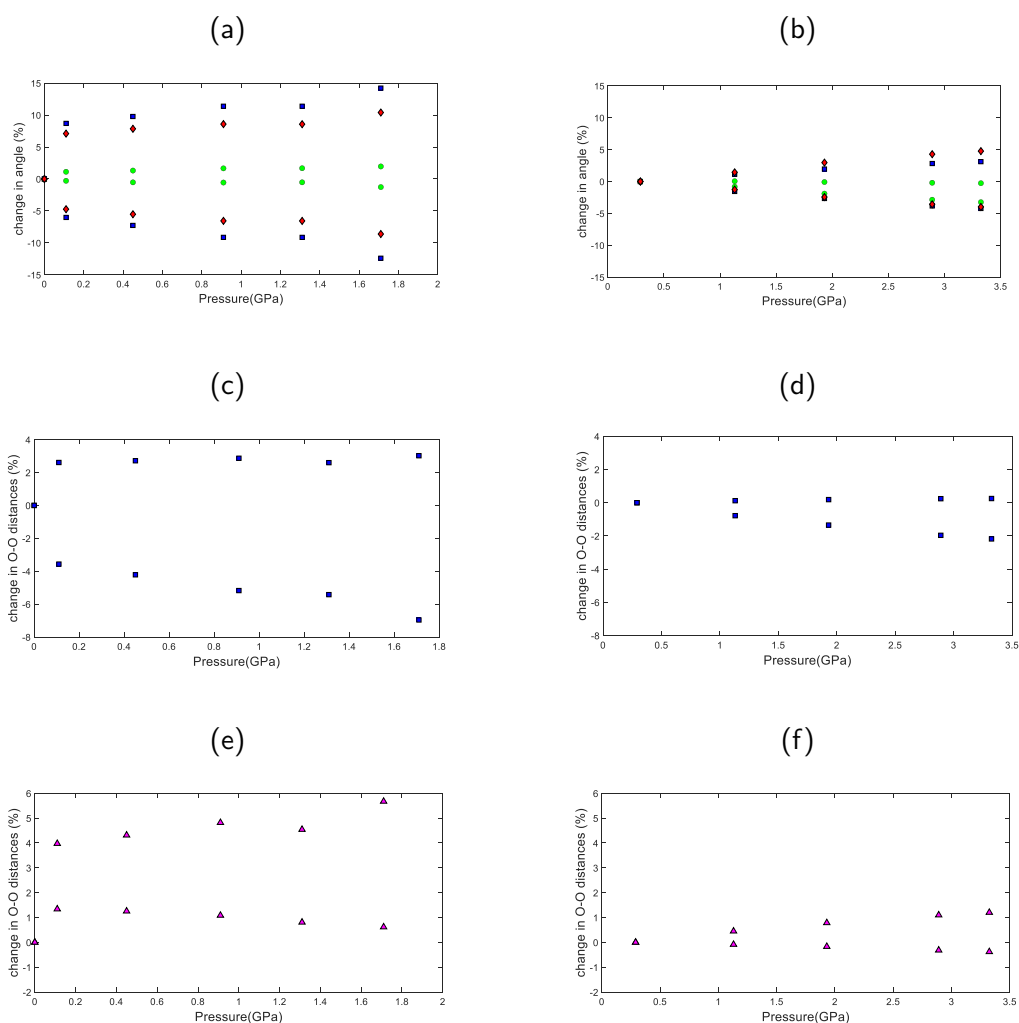 (a)
(b)
change in angle (%)
15
10
5
0
-5
-10
-15
0 0.2 0.4 0.6 0.8 1 1.2 1.4 1.6 1.8 2
Pressure(GPa)
change in angle (%)
15
10
5
0
-5
-10
-15
0 0.5 1 1.5 2 2.5 3 3.5
Pressure(GPa)
(c)
(d)
change in O-O distances (%)
4
2
0
-2
-4
-6
-8
0 0.2 0.4 0.6 0.8 1 1.2 1.4 1.6 1.8
Pressure(GPa)
change in O-O distances (%)
4
2
0
-2
-4
-6
-8
0 0.5 1 1.5 2 2.5 3 3.5
Pressure(GPa)
(e)
(f)
change in O-O distances (%)
6
5
4
3
2
1
0
-1
-2
0 0.2 0.4 0.6 0.8 1 1.2 1.4 1.6 1.8 2
Pressure(GPa)
change in O-O distances (%)
6
5
4
3
2
1
0
-1
-2
0 0.5 1 1.5 2 2.5 3 3.5
Pressure(GPa)